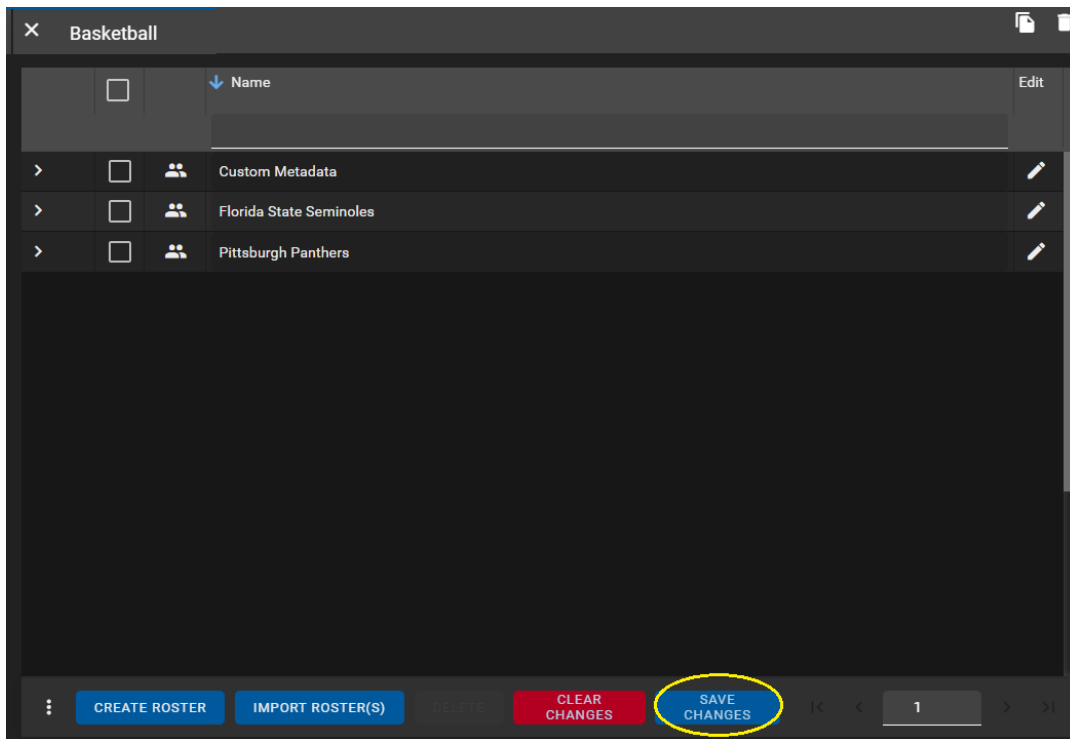 Basketball
Name
Edit
Custom Metadata
Florida State Seminoles
Pittsburgh Panthers
CREATE ROSTER
IMPORT ROSTER(S)
DELETE
CLEAR
CHANGES
SAVE
CHANGES
1